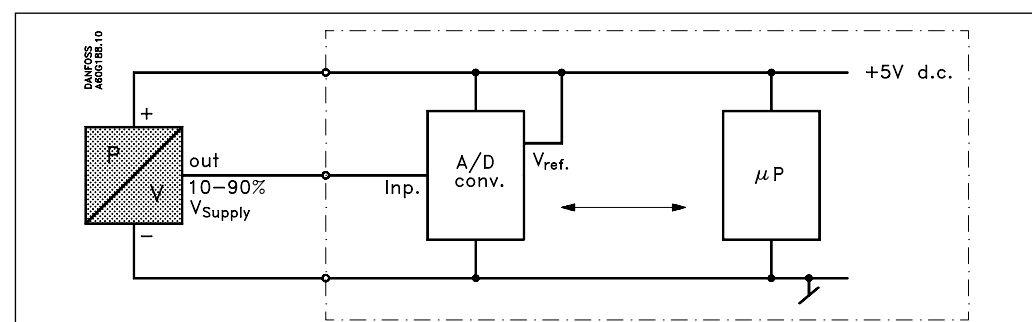 DANFOSS
A60G188.10
+5V d.c.
+
P
V
out
10-90%
VSupply
−
Inp.
A/D
conv.
Vref.
μP